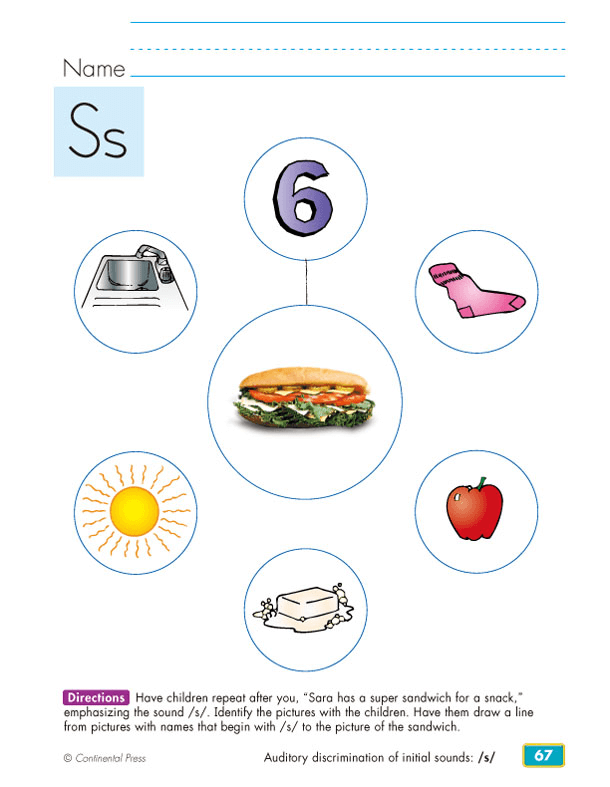 Name
Ss
6
Directions Have children repeat after you, “Sara has a super sandwich for a snack,”
emphasizing the sound /s/. Identify the pictures with the children. Have them draw a line
from pictures with names that begin with /s/ to the picture of the sandwich.
© Continental Press
Auditory discrimination of initial sounds: /s/
67